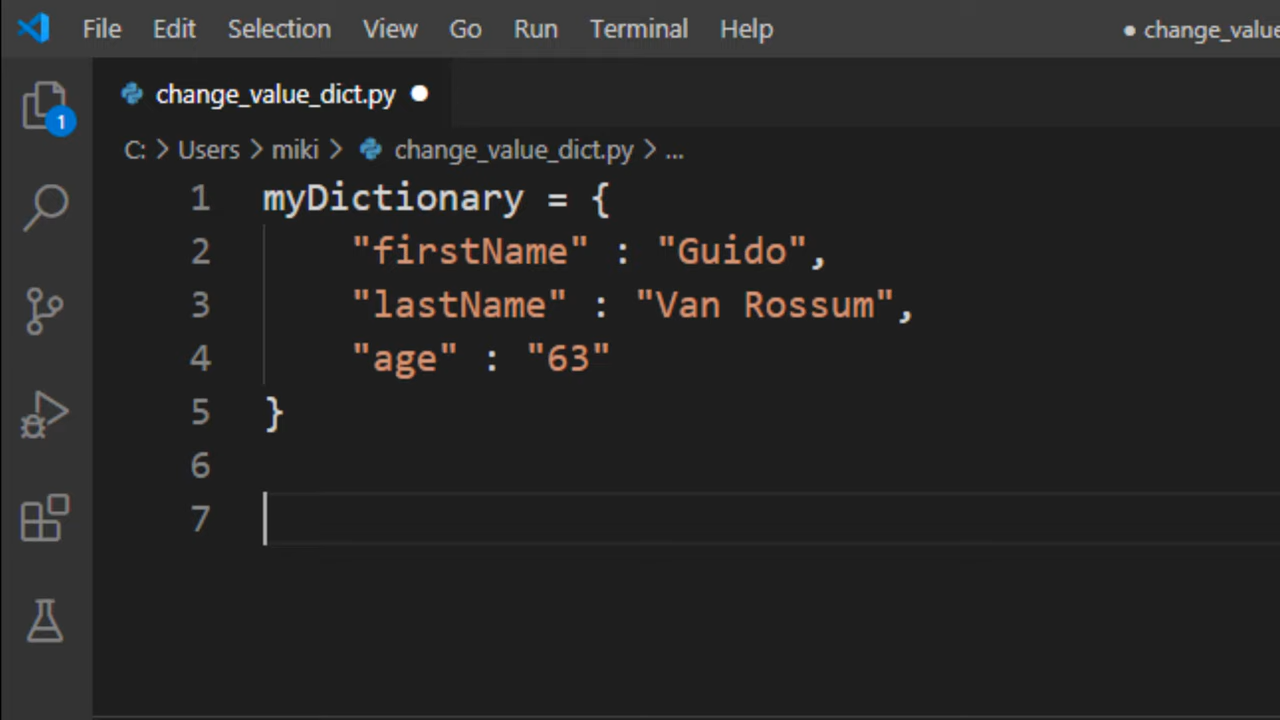 File Edit Selection View Go Run Terminal Help ● change_value
change_value_dict.py ●
1
C: > Users > miki > change_value_dict.py > ...
1 myDictionary = {
2 "firstName" : "Guido",
3 "lastName" : "Van Rossum",
4 "age" : "63"
5 }
6
7